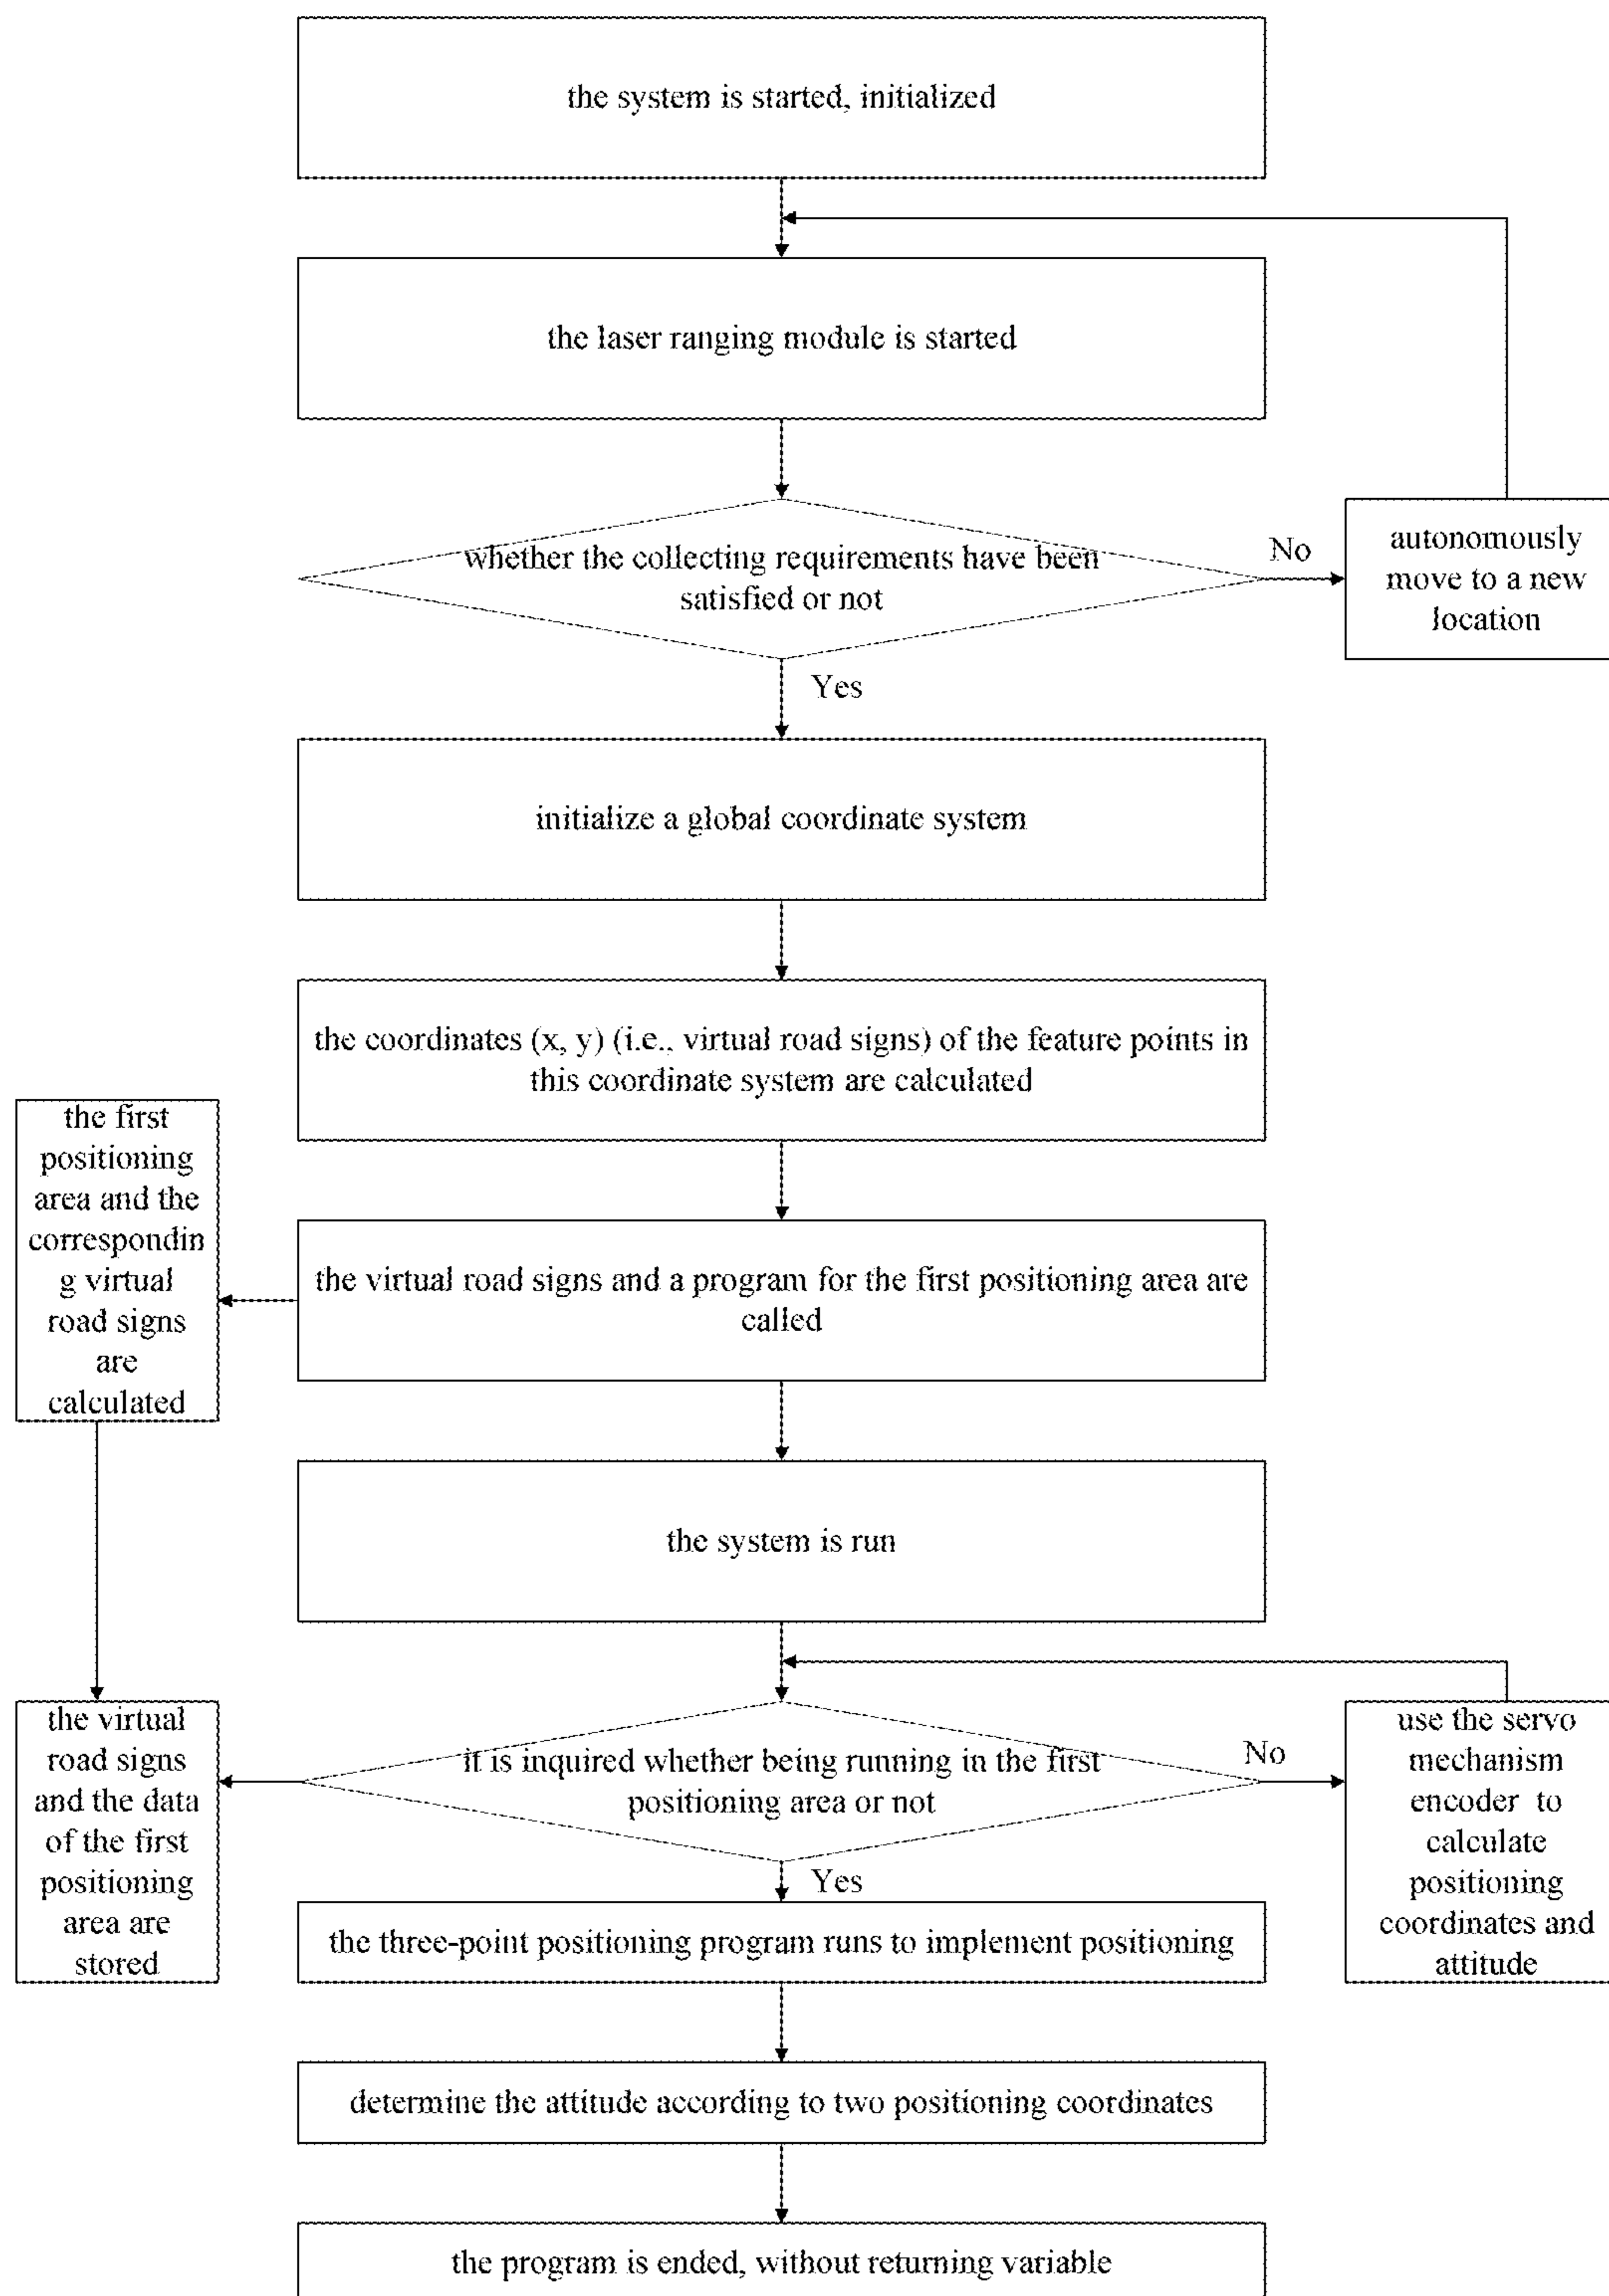 the system is started, initialized
the laser ranging module is started
whether the collecting requirements have been
satisfied or not
No
autonomously
move to a new
location
Yes
initialize a global coordinate system
the coordinates (x, y) (i.e., virtual road signs) of the feature points in
this coordinate system are calculated
the first
positioning
area and the
correspondin
g virtual
road signs
are
calculated
the virtual road signs and a program for the first positioning area are
called
the system is run
the virtual
road signs
and the data
of the first
positioning
area are
stored
it is inquired whether being running in the first
positioning area or not
No
use the servo
mechanism
encoder to
calculate
positioning
coordinates and
attitude
Yes
the three-point positioning program runs to implement positioning
determine the attitude according to two positioning coordinates
the program is ended, without returning variable